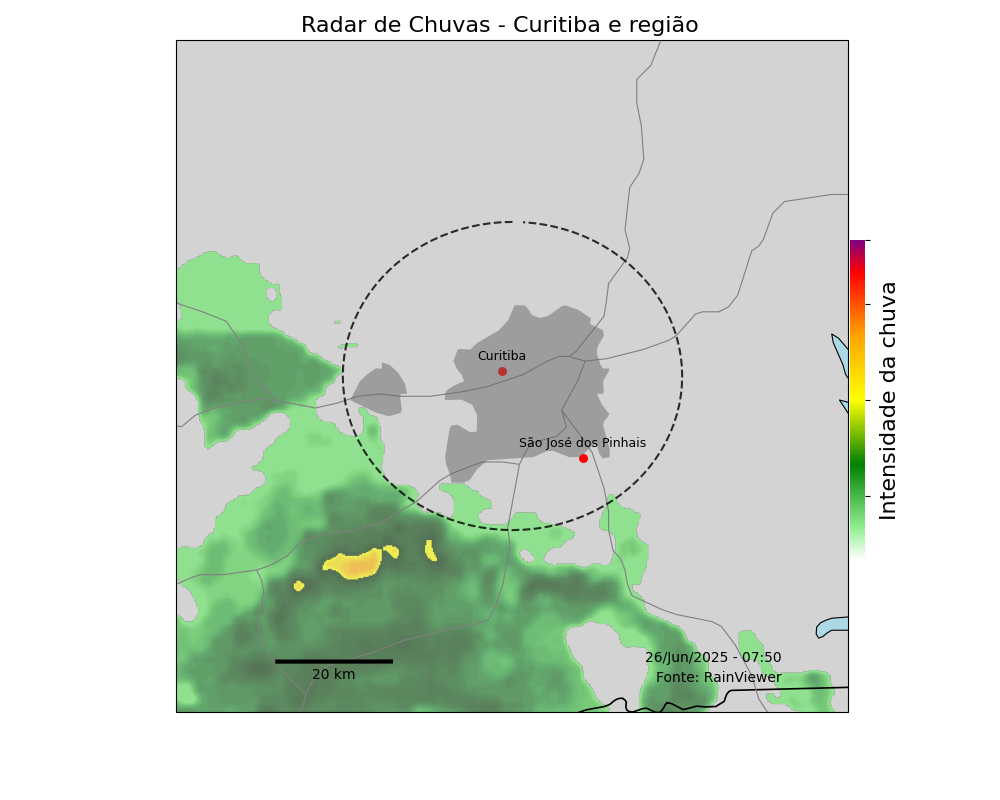 Radar de Chuvas - Curitiba e região
Curitiba
São José dos Pinhais
Intensidade da chuva
26/Jun/2025 - 07:50
Fonte: RainViewer
20 km